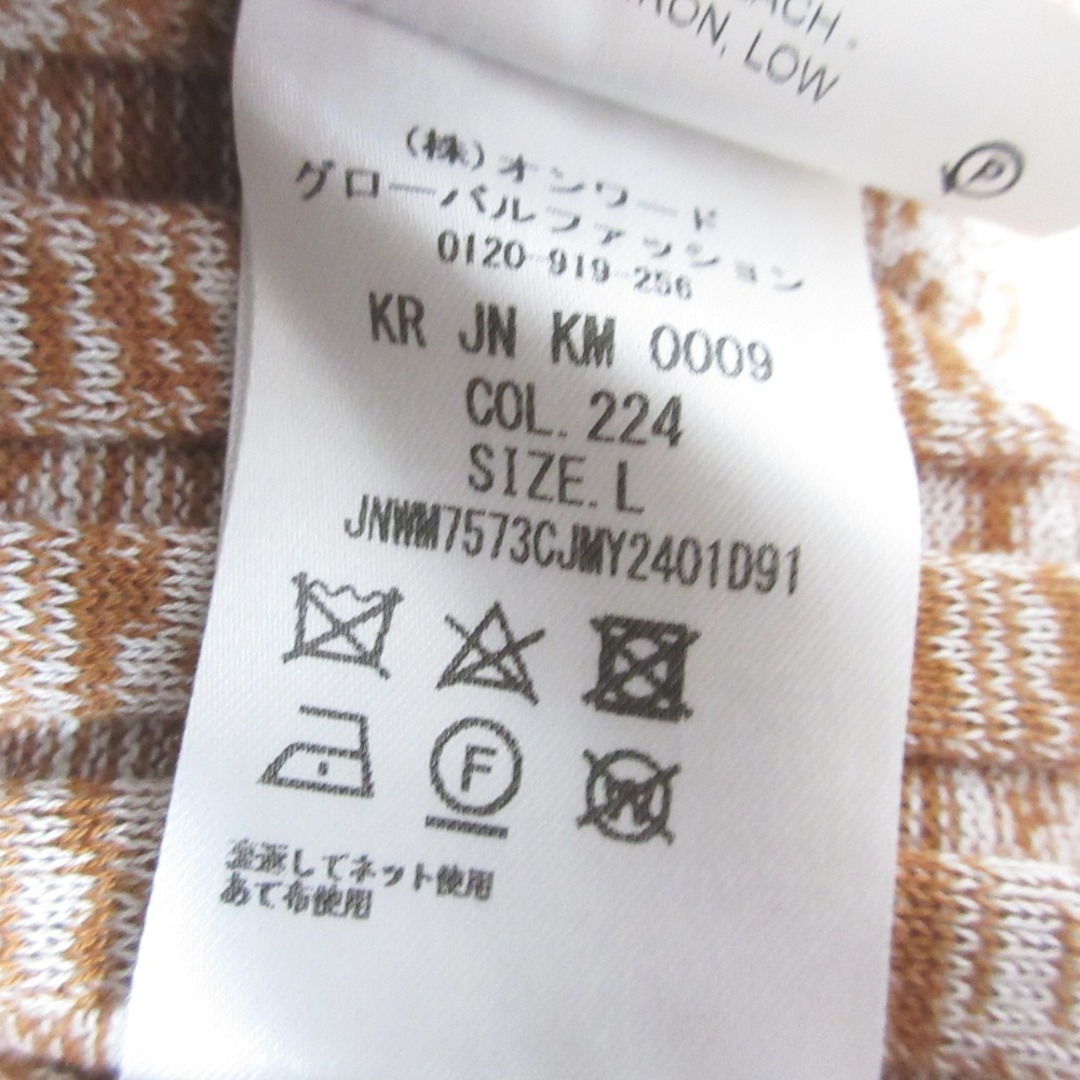 LOW
(株)オンワード
グローバルファッション
0120-919-256
KR JN KM 0009
COL. 224
SIZE. L
JNWM7573CJMY2401D91
F
W
裏返してネット使用
あて布使用
P